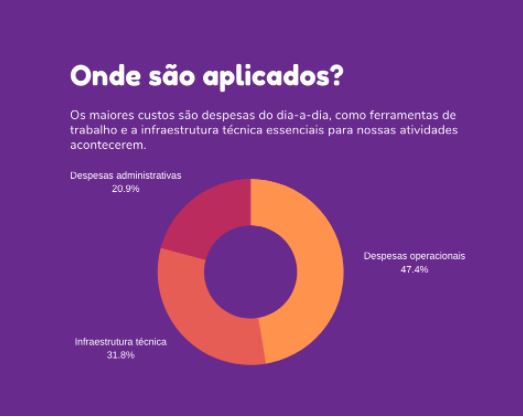 Onde são aplicados?
Os maiores custos são despesas do dia-a-dia, como ferramentas de
trabalho e a infraestrutura técnica essenciais para nossas atividades
acontecerem.
Despesas administrativas
20.9%
Despesas operacionais
47.4%
Infraestrutura técnica
31.8%